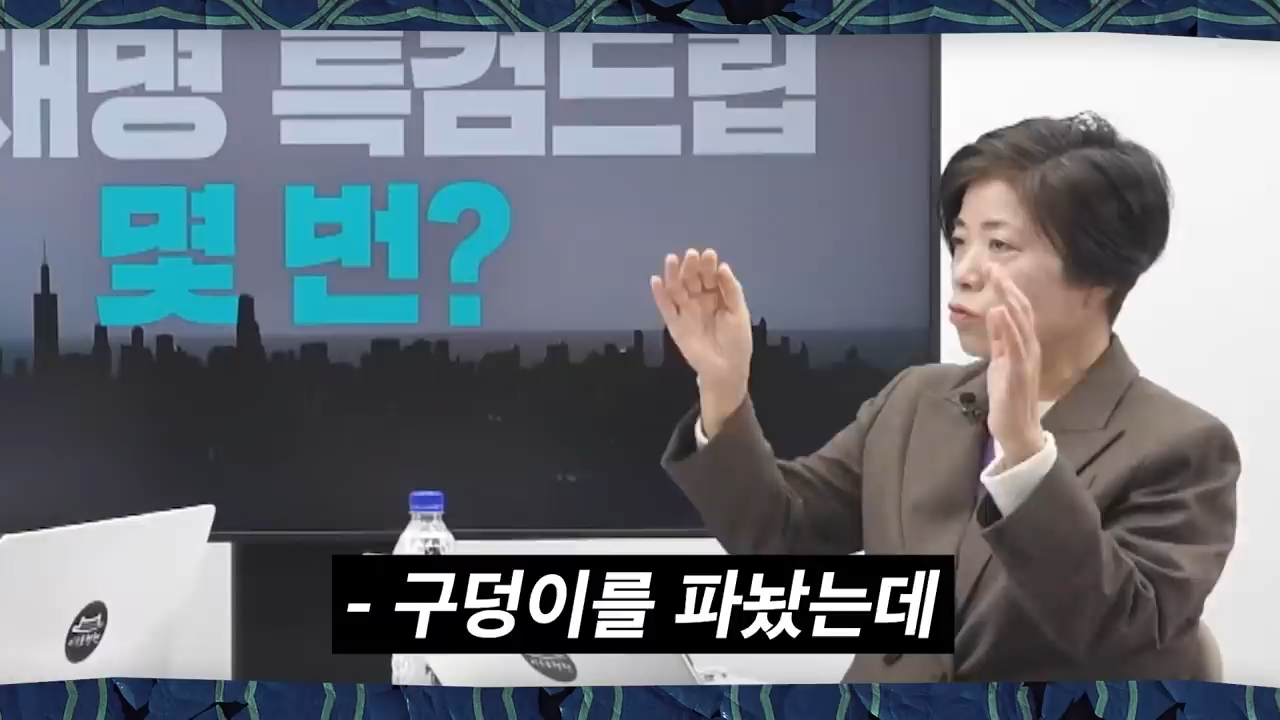 재명 특검드립
몇 번?
- 구덩이를 파놨는데